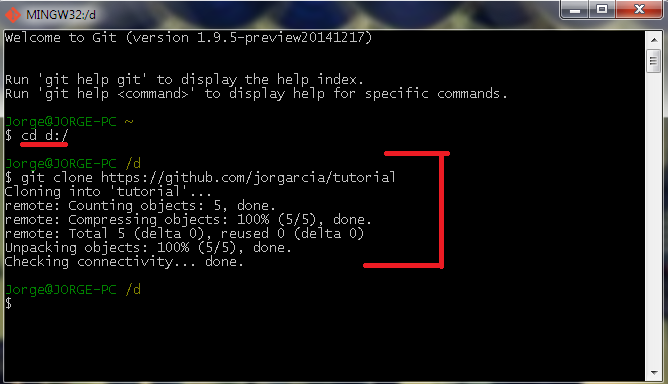 MINGW32:/d
Welcome to Git (version 1.9.5-preview20141217)
Run 'git help git' to display the help index.
Run 'git help <command>' to display help for specific commands.
Jorge@JORGE-PC ~
$ cd d:/
Jorge@JORGE-PC /d
$ git clone https://github.com/jorgarcia/tutorial
Cloning into 'tutorial'...
remote: Counting objects: 5, done.
remote: Compressing objects: 100% (5/5), done.
remote: Total 5 (delta 0), reused 0 (delta 0)
Unpacking objects: 100% (5/5), done.
Checking connectivity... done.
Jorge@JORGE-PC /d
$